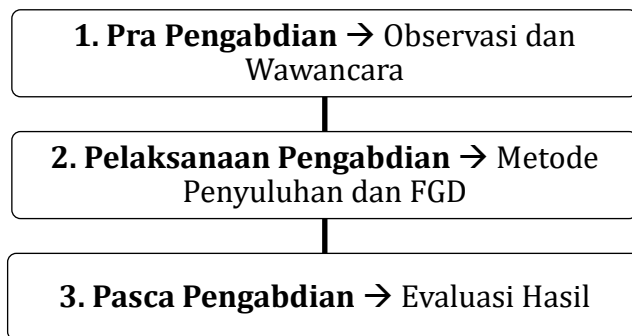 1. Pra Pengabdian → Observasi dan
Wawancara
2. Pelaksanaan Pengabdian → Metode
Penyuluhan dan FGD
3. Pasca Pengabdian → Evaluasi Hasil